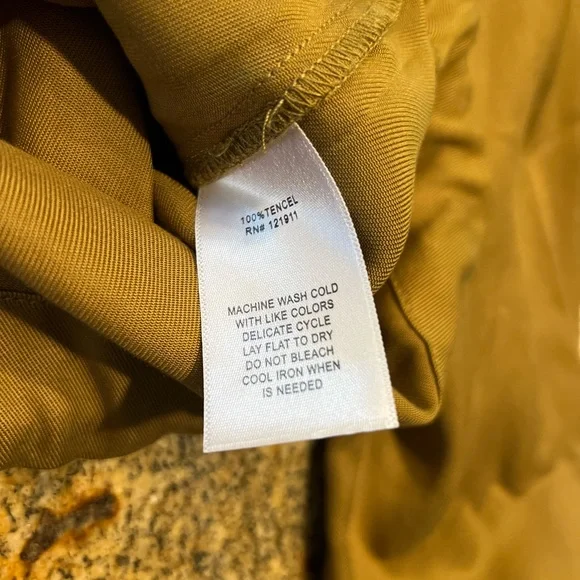 100%TENCEL
RN# 121911
MACHINE WASH COLD
WITH LIKE COLORS
DELICATE CYCLE
LAY FLAT TO DRY
DO NOT BLEACH
COOL IRON WHEN
IS NEEDED